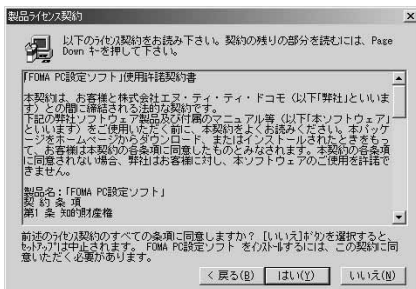 製品ライセンス契約
以下のライセンス契約をお読み下さい。契約の残りの部分を読むには、Page
Down キーを押して下さい。
「FOMA PC設定ソフト」使用許諾契約書
本契約は、お客様と株式会社エヌ・ティ・ティ・ドコモ（以下「弊社」といいま
す）との間に締結される法的な契約です。
下記の弊社ソフトウェア製品及び付属のマニュアル等（以下「本ソフトウェア」
といいます）をご使用いただく前に、本契約をよくお読みください。本パッケ
ージをホームページからダウンロード、またはインストールされたときをもっ
て、お客様は本契約の各条項に同意したものとみなされます。本契約の各条項
に同意されない場合、弊社はお客様に対し、本ソフトウェアのご使用を許諾で
きません。
製品名：「FOMA PC設定ソフト」
契 約 条 項
第1 条 知的財産権
前述のライセンス契約のすべての条項に同意しますか? [いいえ]ボタンを選択すると、
セットアップは中止されます。 FOMA PC設定ソフト をインストールするには、この契約に同
意いただく必要があります。
< 戻る(B)
はい(Y)
いいえ(N)